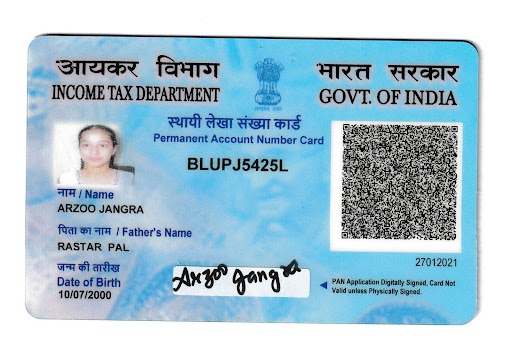 आयकर विभाग
INCOME TAX DEPARTMENT
भारत सरकार
GOVT. OF INDIA
स्थायी लेखा संख्या कार्ड
Permanent Account Number Card
BLUPJ5425L
नाम / Name
ARZOO JANGRA
पिता का नाम / Father's Name
RASTAR PAL
जन्म की तारीख
Date of Birth
10/07/2000
Arzoo Jangra
27012021
PAN Application Digitally Signed, Card Not
Valid unless Physically Signed.